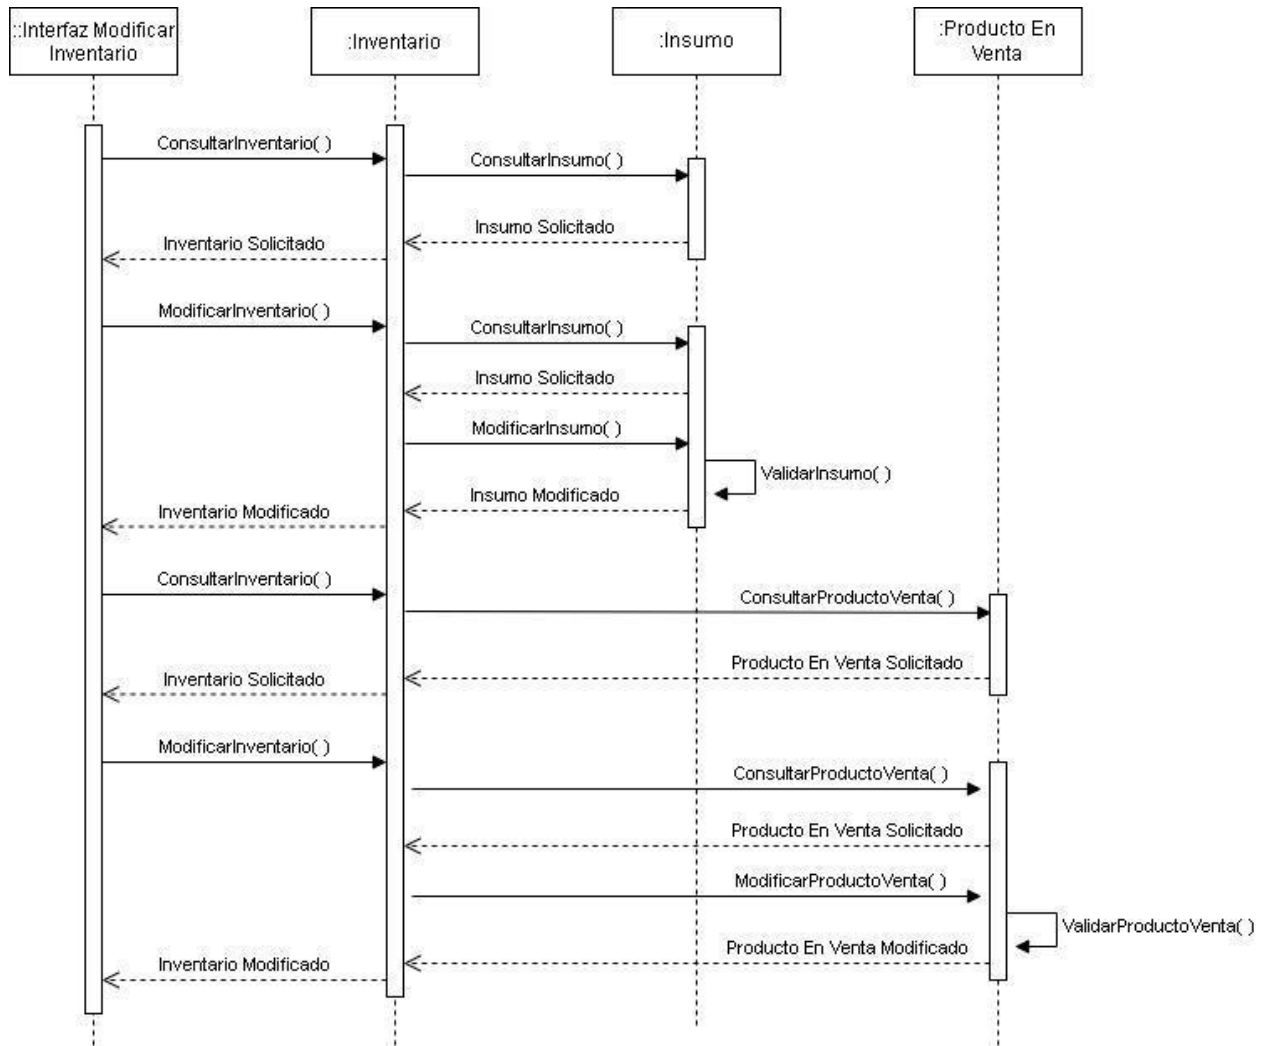 ::Interfaz Modificar
Inventario
:Inventario
:Insumo
:Producto En
Venta
ConsultarInventario( )
ConsultarInsumo( )
Insumo Solicitado
Inventario Solicitado
ModificarInventario( )
ConsultarInsumo( )
Insumo Solicitado
ModificarInsumo( )
ValidarInsumo( )
Insumo Modificado
Inventario Modificado
ConsultarInventario( )
ConsultarProductoVenta( )
Producto En Venta Solicitado
Inventario Solicitado
ModificarInventario( )
ConsultarProductoVenta( )
Producto En Venta Solicitado
ModificarProductoVenta( )
ValidarProductoVenta( )
Producto En Venta Modificado
Inventario Modificado